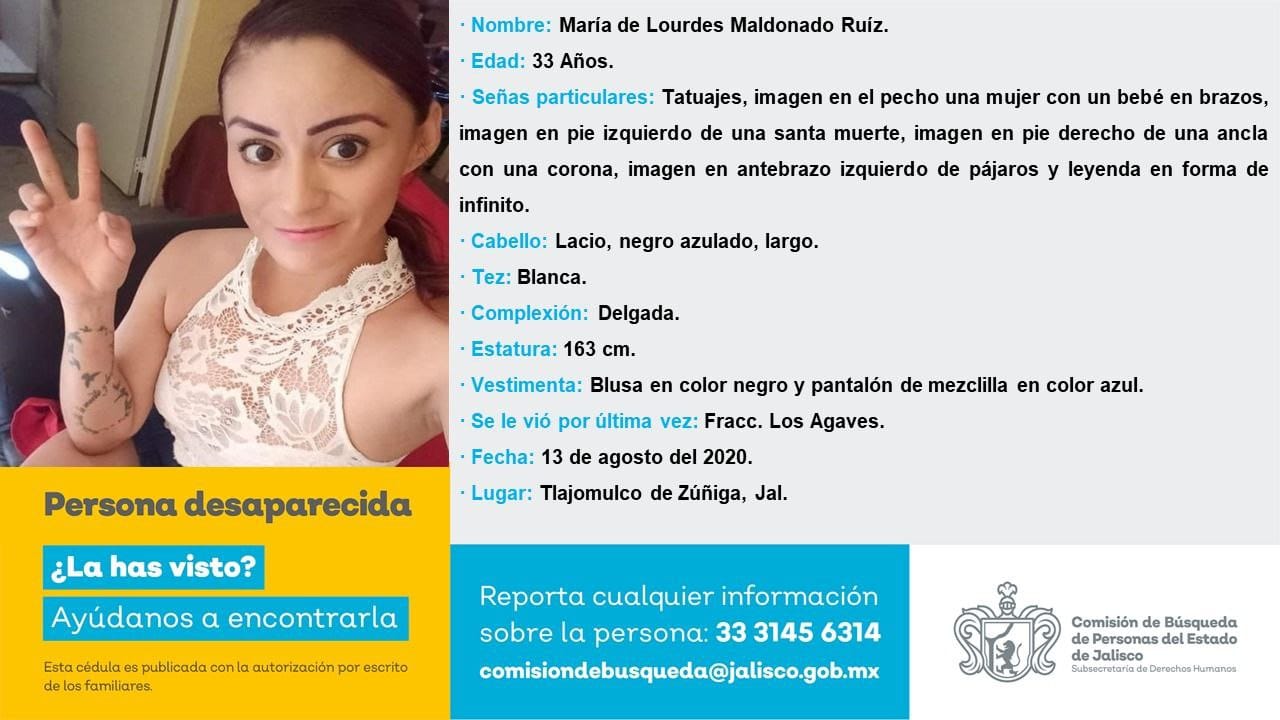 · Nombre: María de Lourdes Maldonado Ruíz.
· Edad: 33 Años.
· Señas particulares: Tatuajes, imagen en el pecho una mujer con un bebé en brazos,
imagen en pie izquierdo de una santa muerte, imagen en pie derecho de una ancla
con una corona, imagen en antebrazo izquierdo de pájaros y leyenda en forma de
infinito.
· Cabello: Lacio, negro azulado, largo.
· Tez: Blanca.
· Complexión: Delgada.
· Estatura: 163 cm.
· Vestimenta: Blusa en color negro y pantalón de mezclilla en color azul.
· Se le vió por última vez: Fracc. Los Agaves.
· Fecha: 13 de agosto del 2020.
· Lugar: Tlajomulco de Zúñiga, Jal.
Persona desaparecida
¿La has visto?
Ayúdanos a encontrarla
Esta cédula es publicada con la autorización por escrito
de los familiares.
Reporta cualquier información
sobre la persona: 33 3145 6314
comisiondebusqueda@jalisco.gob.mx
Comisión de Búsqueda
de Personas del Estado
de Jalisco
Subsecretaría de Derechos Humanos